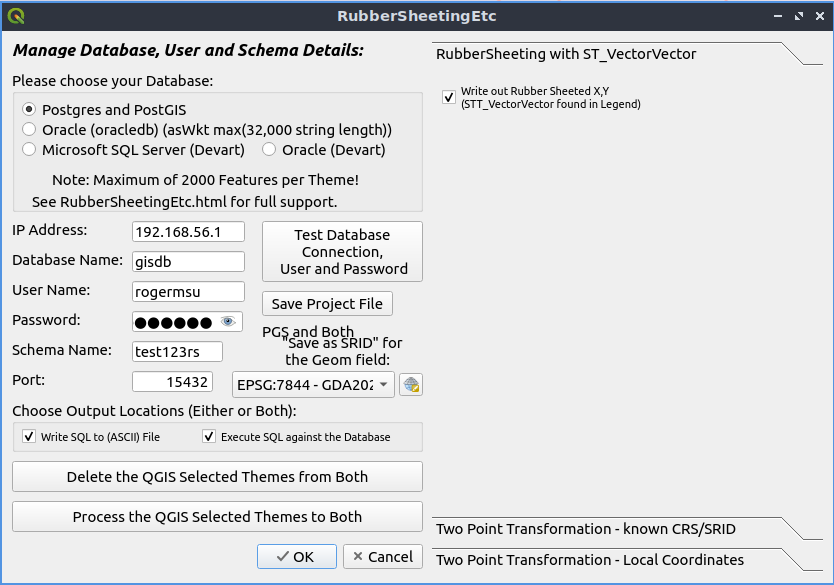 RubberSheetingEtc
Manage Database, User and Schema Details:
Please choose your Database:
Postgres and PostGIS
Oracle (oracledb) (asWkt max(32,000 string length))
Microsoft SQL Server (Devart)
Oracle (Devart)
Note: Maximum of 2000 Features per Theme!
See RubberSheetingEtc.html for full support.
IP Address:
192.168.56.1
Database Name:
gisdb
User Name:
rogermsu
Password:
●●●●●●
Schema Name:
test123rs
Port:
15432
Test Database
Connection,
User and Password
Save Project File
PGS and Both
"Save as SRID" for
the Geom field:
EPSG:7844 - GDA202
Choose Output Locations (Either or Both):
Write SQL to (ASCII) File
Execute SQL against the Database
Delete the QGIS Selected Themes from Both
Process the QGIS Selected Themes to Both
OK
Cancel
RubberSheeting with ST_VectorVector
Write out Rubber Sheeted X,Y
(STT_VectorVector found in Legend)
Two Point Transformation - known CRS/SRID
Two Point Transformation - Local Coordinates